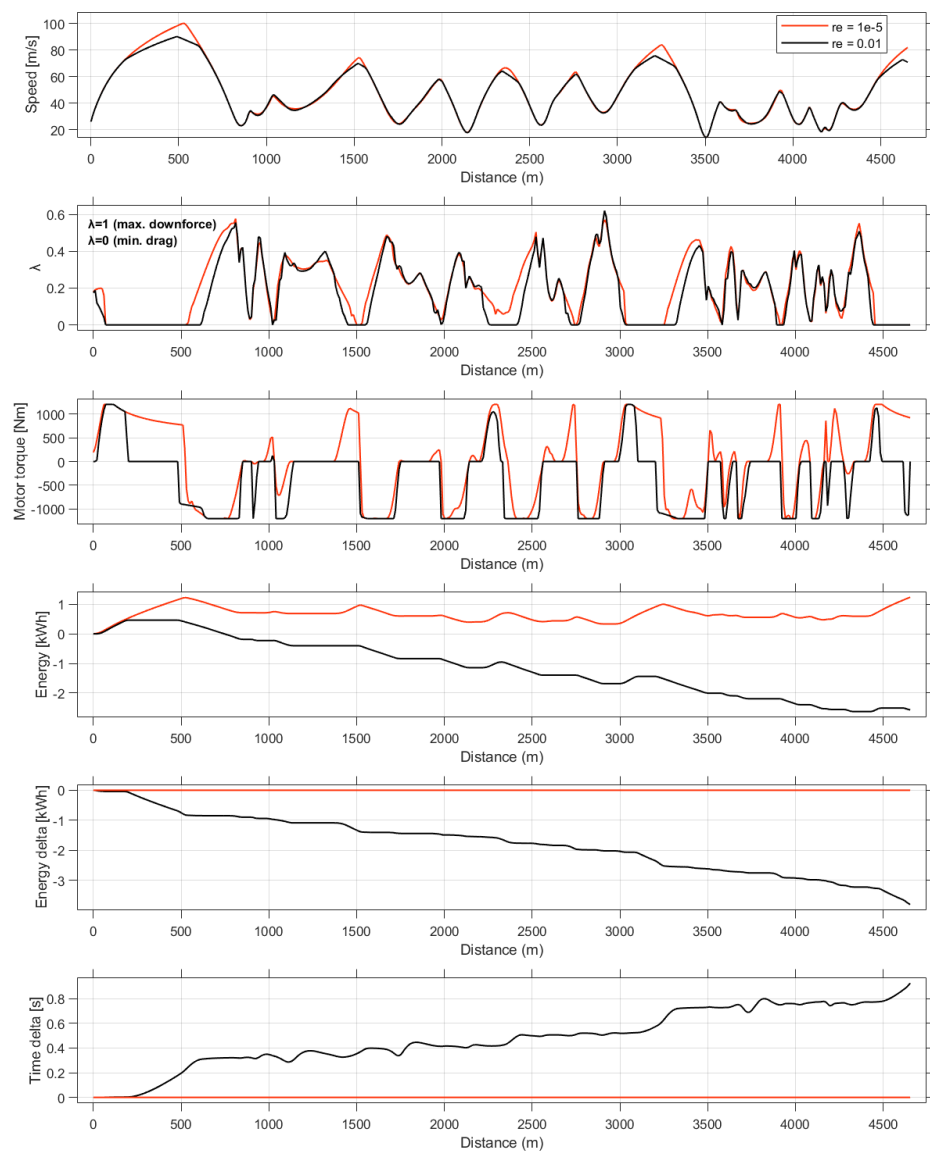 re = 1e-5
re = 0.01
Speed [m/s]
100
80
60
40
20
0 500 1000 1500 2000 2500 3000 3500 4000 4500
Distance (m)
λ=1 (max. downforce)
λ=0 (min. drag)
λ
0.6
0.4
0.2
0
0 500 1000 1500 2000 2500 3000 3500 4000 4500
Distance (m)
Motor torque [Nm]
1000
500
0
-500
-1000
0 500 1000 1500 2000 2500 3000 3500 4000 4500
Distance (m)
Energy [kWh]
1
0
-1
-2
0 500 1000 1500 2000 2500 3000 3500 4000 4500
Distance (m)
Energy delta [kWh]
0
-1
-2
-3
0 500 1000 1500 2000 2500 3000 3500 4000 4500
Distance (m)
Time delta [s]
0.8
0.6
0.4
0.2
0
0 500 1000 1500 2000 2500 3000 3500 4000 4500
Distance (m)